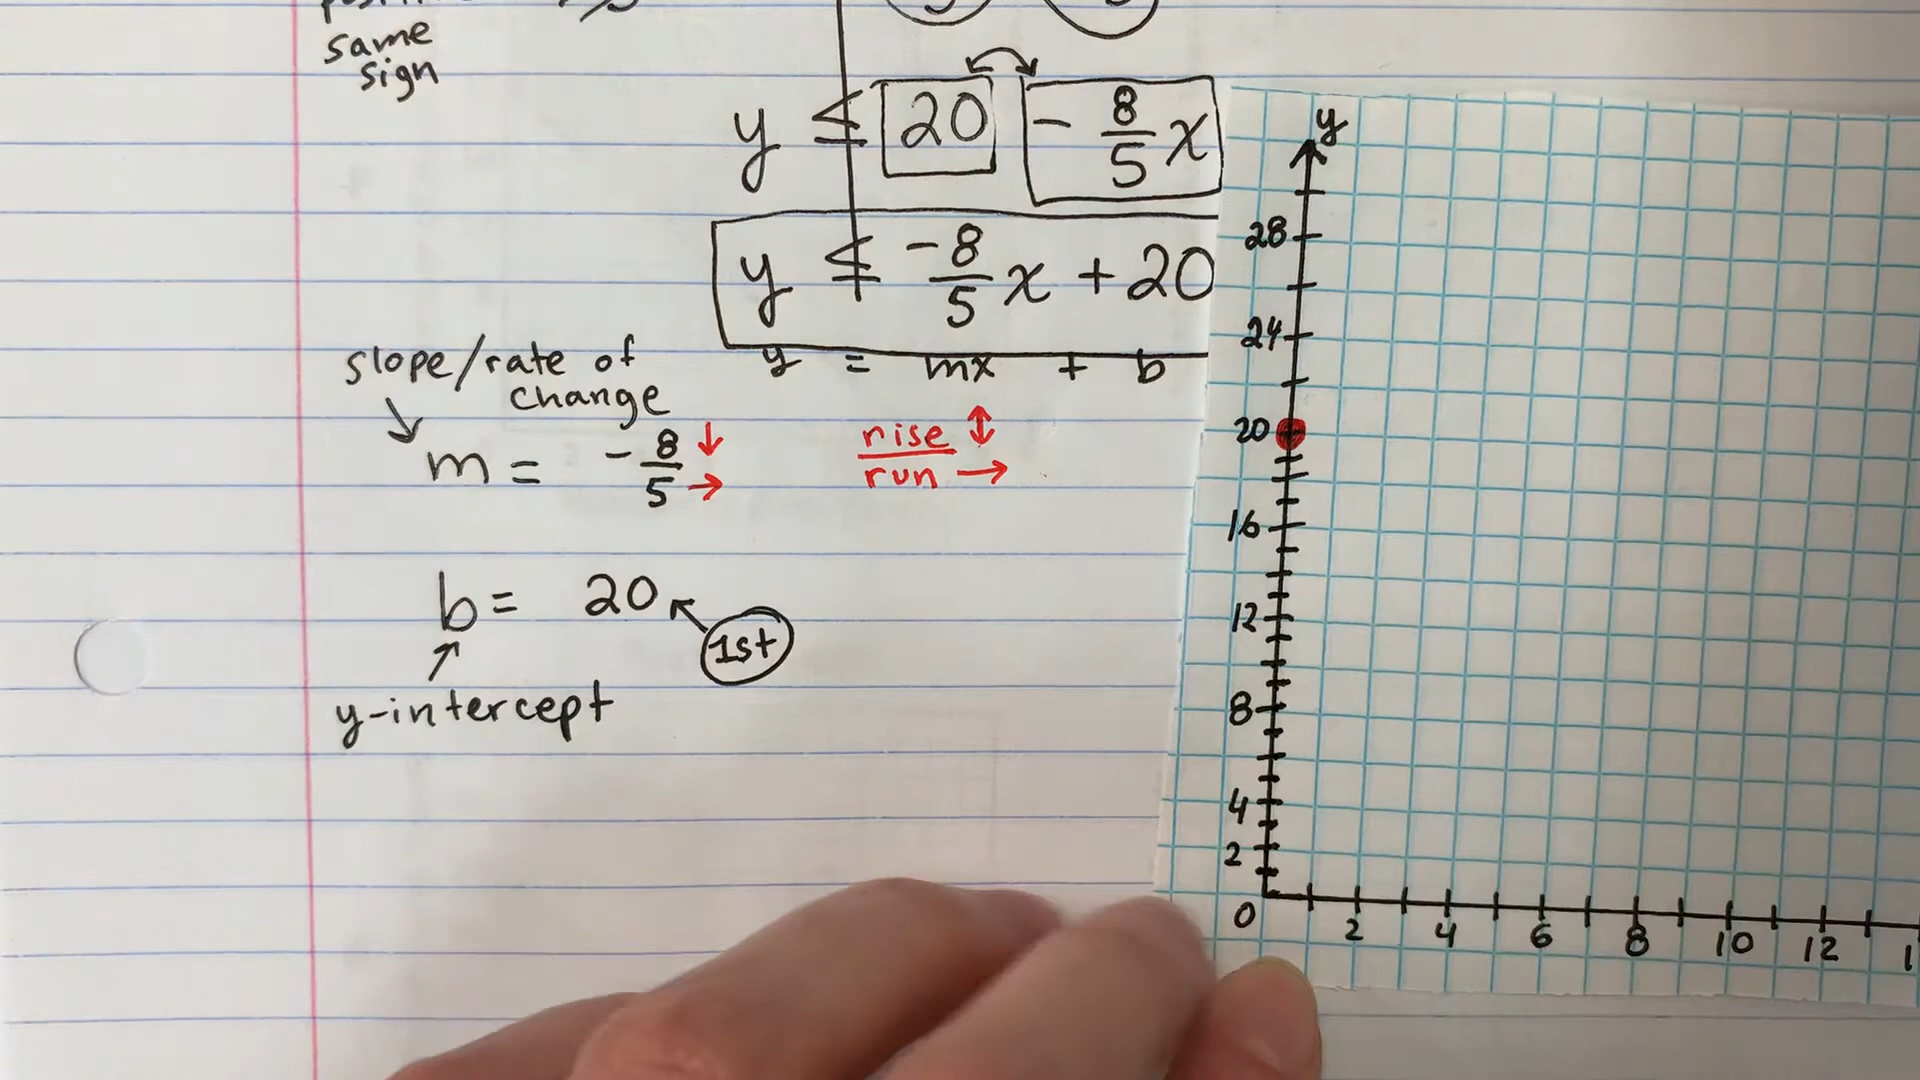 same
sign
y ≤ 20 - 8/5 x
y ≤ -8/5 x + 20
y = mx + b
slope/rate of
change
m = -8/5
rise
run
b = 20
1st
y-intercept
y
28
24
20
16
12
8
4
2
0 2 4 6 8 10 12